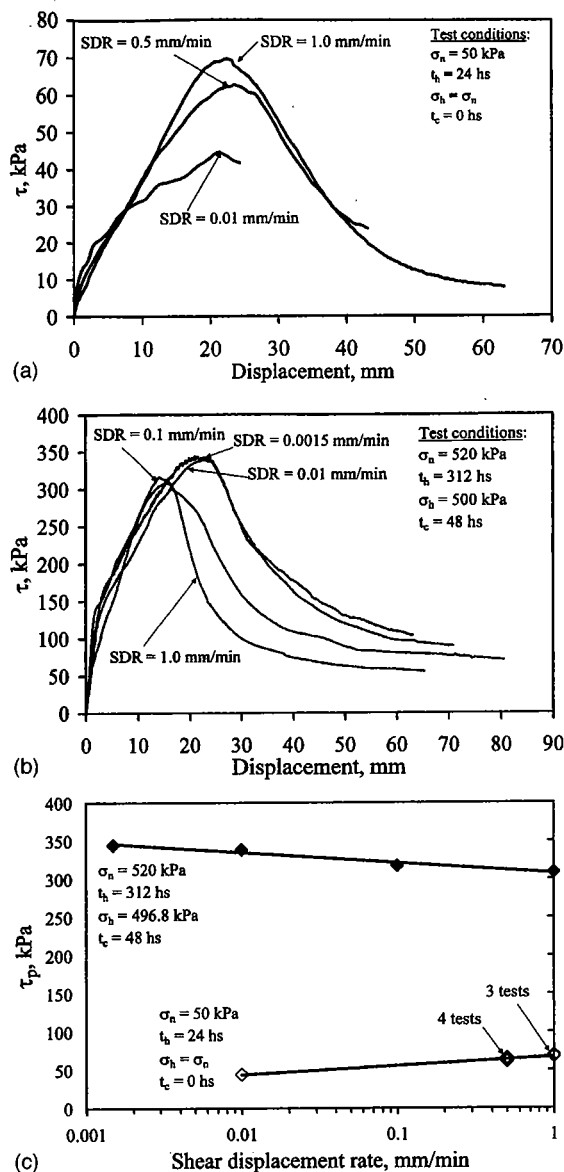 80
70
60
50
40
30
20
10
0
τ, kPa
SDR = 0.5 mm/min
SDR = 1.0 mm/min
SDR = 0.01 mm/min
Test conditions:
σn = 50 kPa
th = 24 hs
σh = σn
tc = 0 hs
0 10 20 30 40 50 60 70
Displacement, mm
(a)
400
350
300
250
200
150
100
50
0
τ, kPa
SDR = 0.1 mm/min
SDR = 0.0015 mm/min
SDR = 0.01 mm/min
SDR = 1.0 mm/min
Test conditions:
σn = 520 kPa
th = 312 hs
σh = 500 kPa
tc = 48 hs
0 10 20 30 40 50 60 70 80 90
Displacement, mm
(b)
400
350
300
250
200
150
100
50
0
τp, kPa
σn = 520 kPa
th = 312 hs
σh = 496.8 kPa
tc = 48 hs
σn = 50 kPa
th = 24 hs
σh = σn
tc = 0 hs
4 tests
3 tests
0.001 0.01 0.1 1
Shear displacement rate, mm/min
(c)